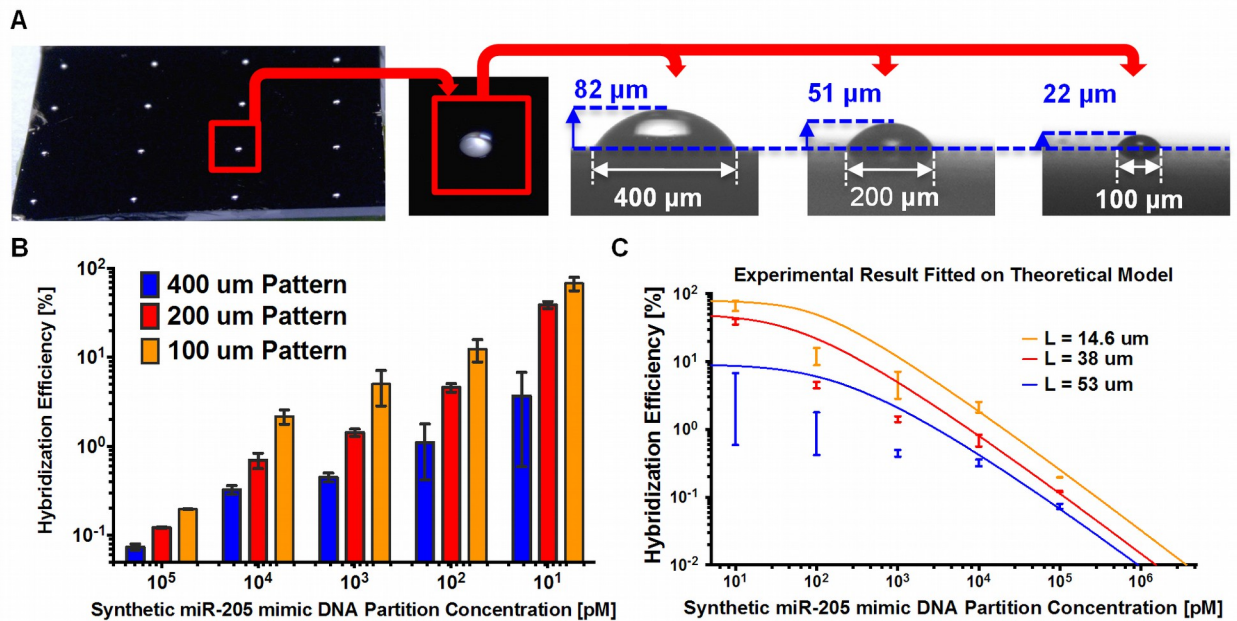 A
82 µm
51 µm
22 µm
400 µm
200 µm
100 µm
B
400 um Pattern
200 um Pattern
100 um Pattern
Hybridization Efficiency [%]
10²
10¹
10⁰
10⁻¹
10⁵ 10⁴ 10³ 10² 10¹
Synthetic miR-205 mimic DNA Partition Concentration [pM]
C
Experimental Result Fitted on Theoretical Model
L = 14.6 um
L = 38 um
L = 53 um
Hybridization Efficiency [%]
10²
10¹
10⁰
10⁻¹
10⁻²
10¹ 10² 10³ 10⁴ 10⁵ 10⁶
Synthetic miR-205 mimic DNA Partition Concentration [pM]